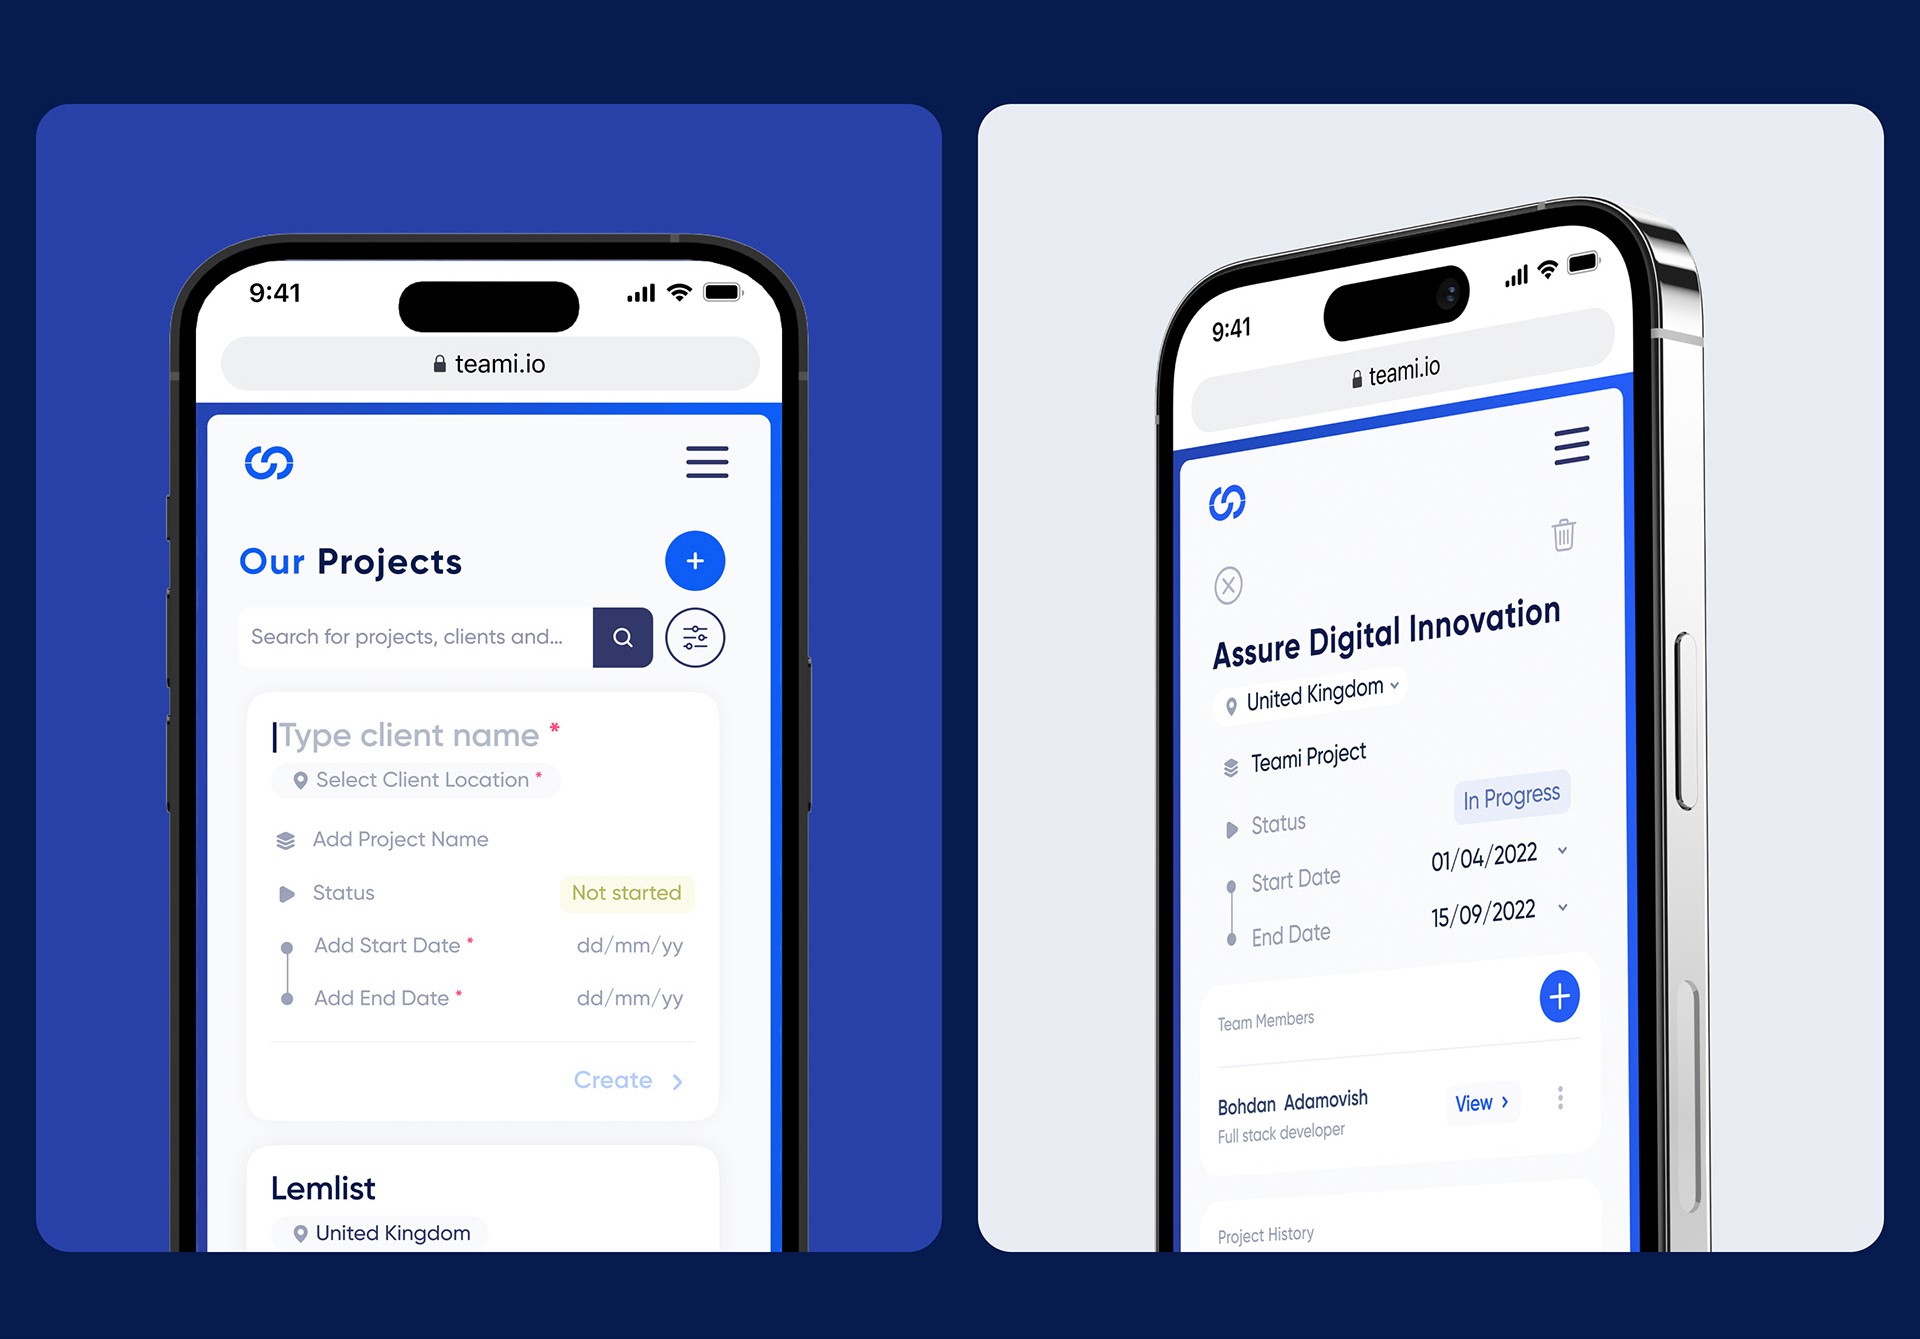 9:41
teami.io
Our Projects
Search for projects, clients and...
Type client name *
Select Client Location *
Add Project Name
Status
Not started
Add Start Date *
dd/mm/yy
Add End Date *
dd/mm/yy
Create
Lemlist
United Kingdom
9:41
teami.io
Assure Digital Innovation
United Kingdom
Teami Project
Status
In Progress
Start Date
01/04/2022
End Date
15/09/2022
Team Members
Bohdan Adamovish
View
Full stack developer
Project History